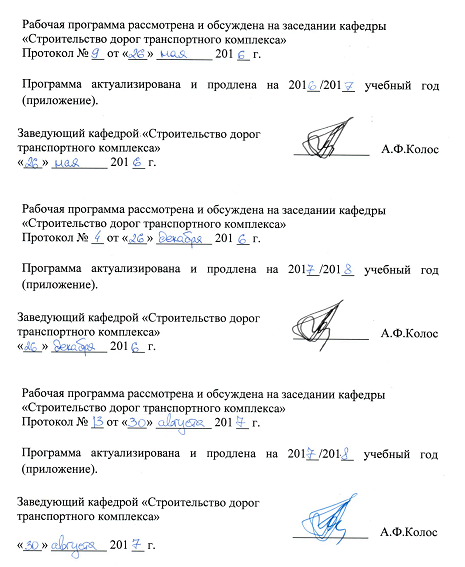 Рабочая программа рассмотрена и обсуждена на заседании кафедры
«Строительство дорог транспортного комплекса»
Протокол № 9 от «26» мая 2016 г.
Программа актуализирована и продлена на 2016/2017 учебный год
(приложение).
Заведующий кафедрой «Строительство дорог
транспортного комплекса» А.Ф.Колос
«26» мая 2016 г.
Рабочая программа рассмотрена и обсуждена на заседании кафедры
«Строительство дорог транспортного комплекса»
Протокол № 4 от «26» декабря 2016 г.
Программа актуализирована и продлена на 2017/2018 учебный год
(приложение).
Заведующий кафедрой «Строительство дорог
транспортного комплекса» А.Ф.Колос
«26» декабря 2016 г.
Рабочая программа рассмотрена и обсуждена на заседании кафедры
«Строительство дорог транспортного комплекса»
Протокол № 13 от «30» августа 2017 г.
Программа актуализирована и продлена на 2017/2018 учебный год
(приложение).
Заведующий кафедрой «Строительство дорог
транспортного комплекса»
А.Ф.Колос
«30» августа 2017 г.